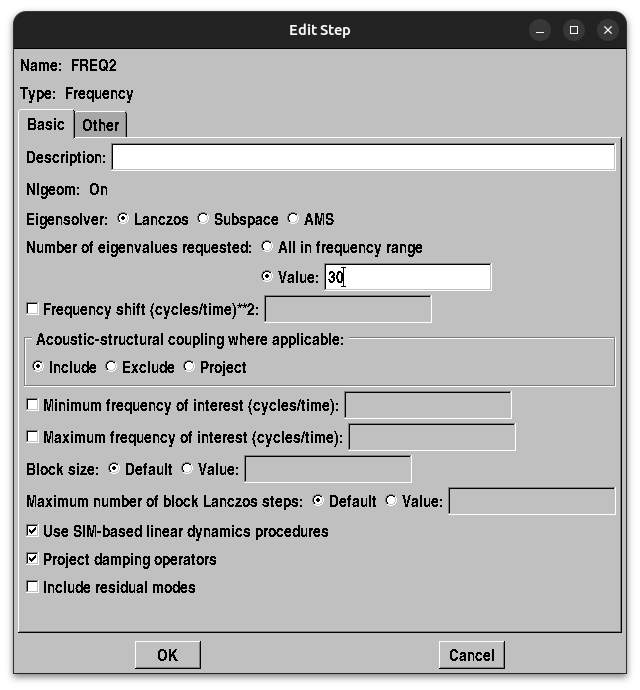 Edit Step
Name: FREQ2
Type: Frequency
Basic Other
Description:
Nlgeom: On
Eigensolver: Lanczos Subspace AMS
Number of eigenvalues requested: All in frequency range
Value: 30
Frequency shift (cycles/time)**2:
Acoustic-structural coupling where applicable:
Include Exclude Project
Minimum frequency of interest (cycles/time):
Maximum frequency of interest (cycles/time):
Block size: Default Value:
Maximum number of block Lanczos steps: Default Value:
Use SIM-based linear dynamics procedures
Project damping operators
Include residual modes
OK Cancel